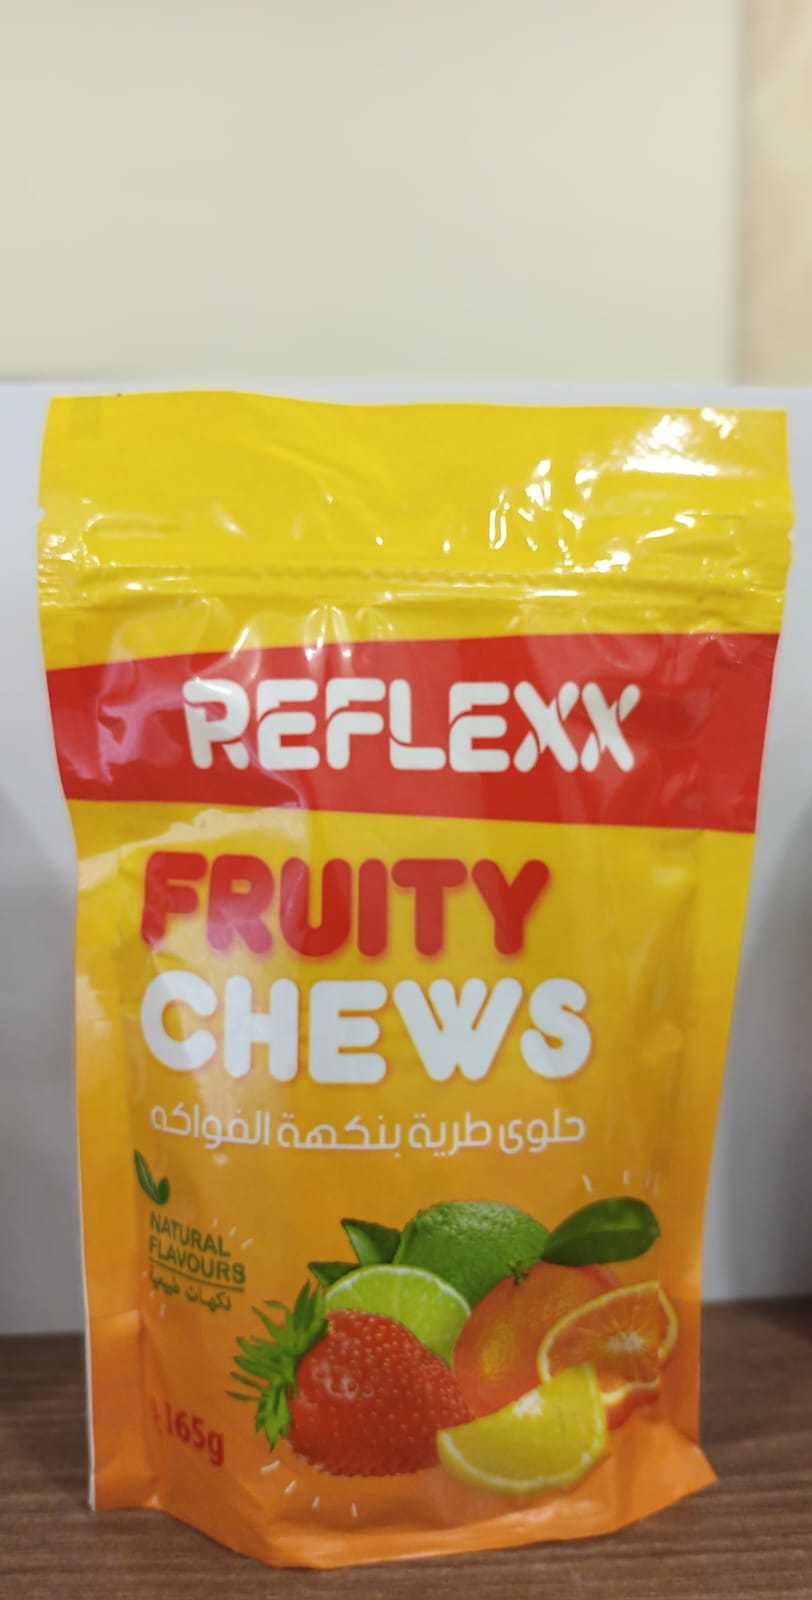 REFLEXX
FRUITY
CHEWS
حلوى طرية بنكهة الفواكه
NATURAL
FLAVOURS
نكهات طبيعية
165g